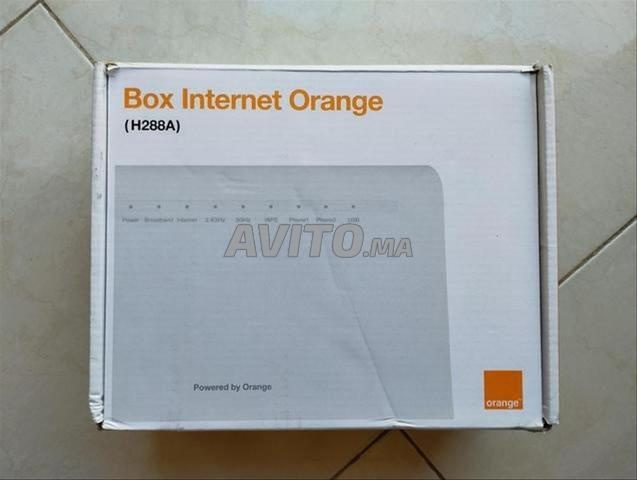 Box Internet Orange
(H288A)
Power Broadband Internet 2.4GHz 5GHz WPS Phone1 Phone2 USB
AVITO.MA
Powered by Orange
orange™